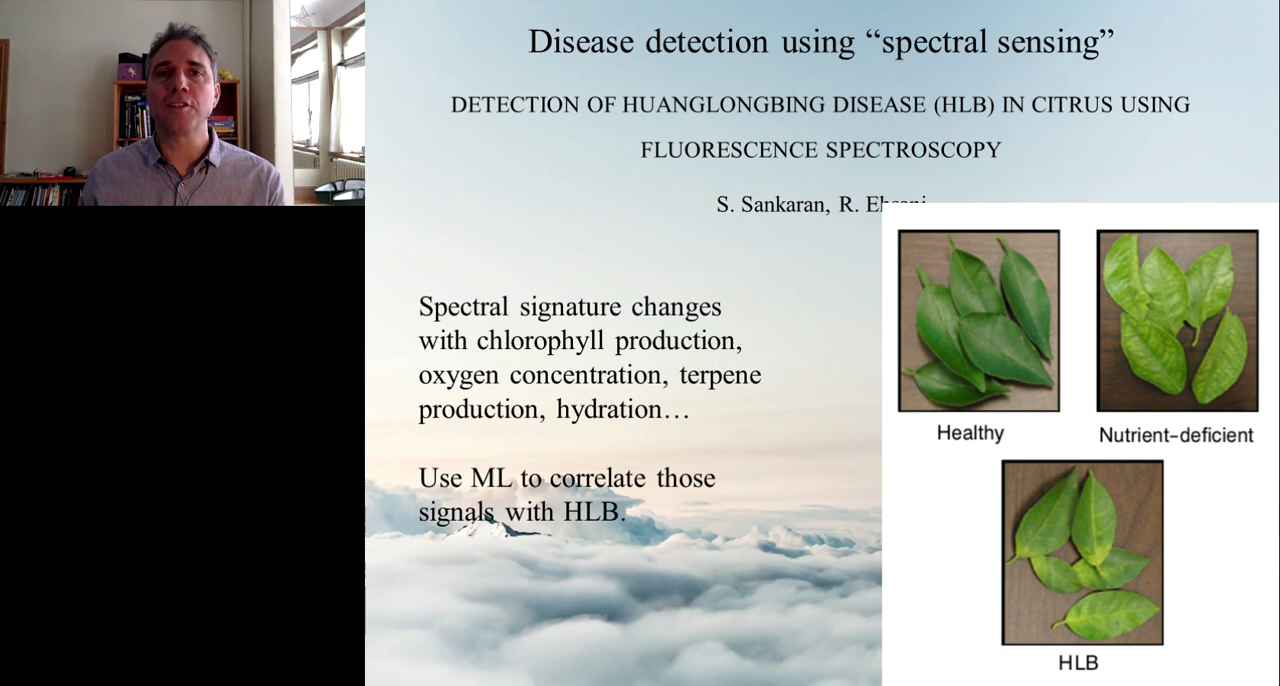 Disease detection using “spectral sensing”
DETECTION OF HUANGLONGBING DISEASE (HLB) IN CITRUS USING
FLUORESCENCE SPECTROSCOPY
S. Sankaran, R.
Spectral signature changes
with chlorophyll production,
oxygen concentration, terpene
production, hydration…
Use ML to correlate those
signals with HLB.
Healthy
Nutrient–deficient
HLB